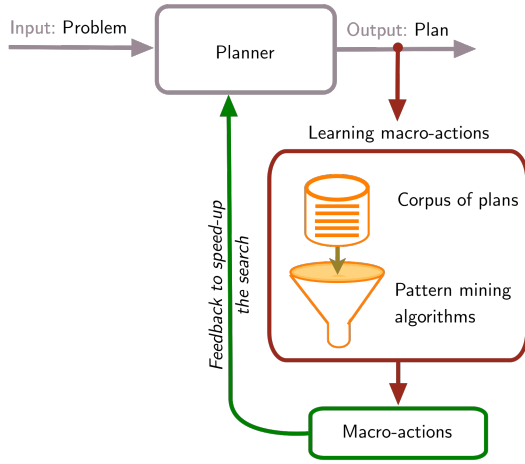 Input: Problem
Planner
Output: Plan
Learning macro-actions
Corpus of plans
Pattern mining
algorithms
Feedback to speed-up
the search
Macro-actions